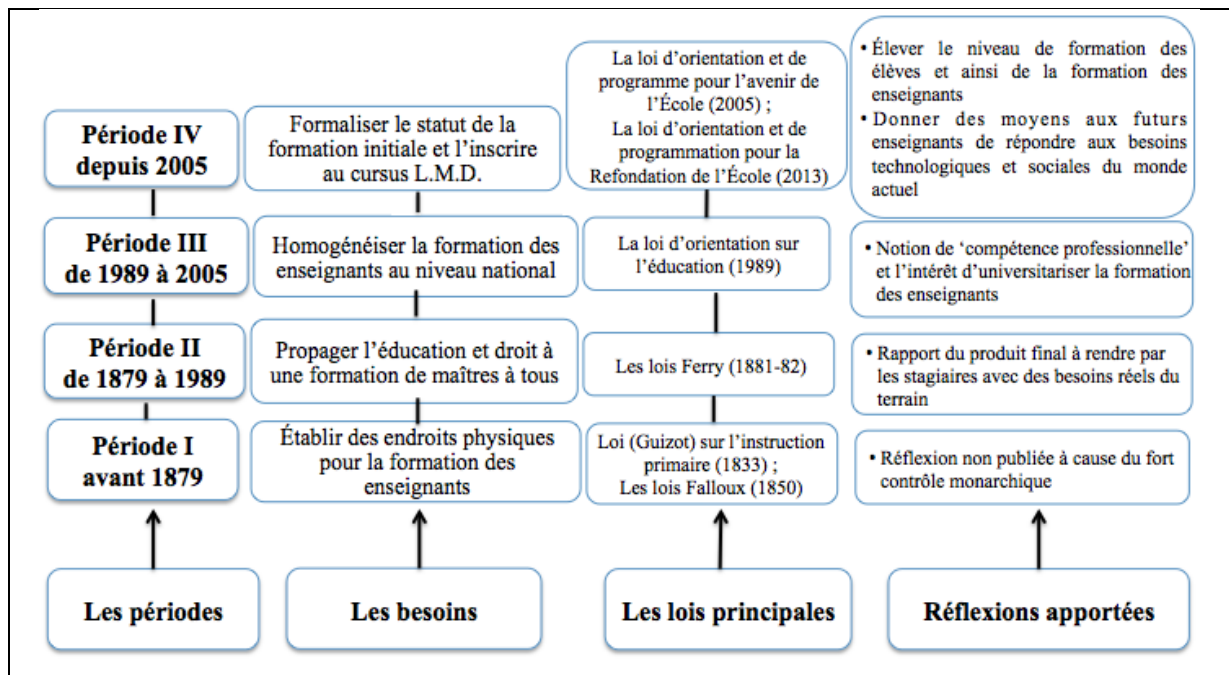 Période IV
depuis 2005
Formaliser le statut de la
formation initiale et l'inscrire
au cursus L.M.D.
La loi d'orientation et de
programme pour l'avenir de
l'École (2005) ;
La loi d'orientation et de
programmation pour la
Refondation de l'École (2013)
• Élever le niveau de formation des
élèves et ainsi de la formation des
enseignants
• Donner des moyens aux futurs
enseignants de répondre aux besoins
technologiques et sociales du monde
actuel
Période III
de 1989 à 2005
Homogénéiser la formation des
enseignants au niveau national
La loi d'orientation sur
l'éducation (1989)
• Notion de 'compétence professionnelle'
et l'intérêt d'universitariser la formation
des enseignants
Période II
de 1879 à 1989
Propager l'éducation et droit à
une formation de maîtres à tous
Les lois Ferry (1881-82)
• Rapport du produit final à rendre par
les stagiaires avec des besoins réels du
terrain
Période I
avant 1879
Établir des endroits physiques
pour la formation des
enseignants
Loi (Guizot) sur l'instruction
primaire (1833) ;
Les lois Falloux (1850)
• Réflexion non publiée à cause du fort
contrôle monarchique
Les périodes
Les besoins
Les lois principales
Réflexions apportées